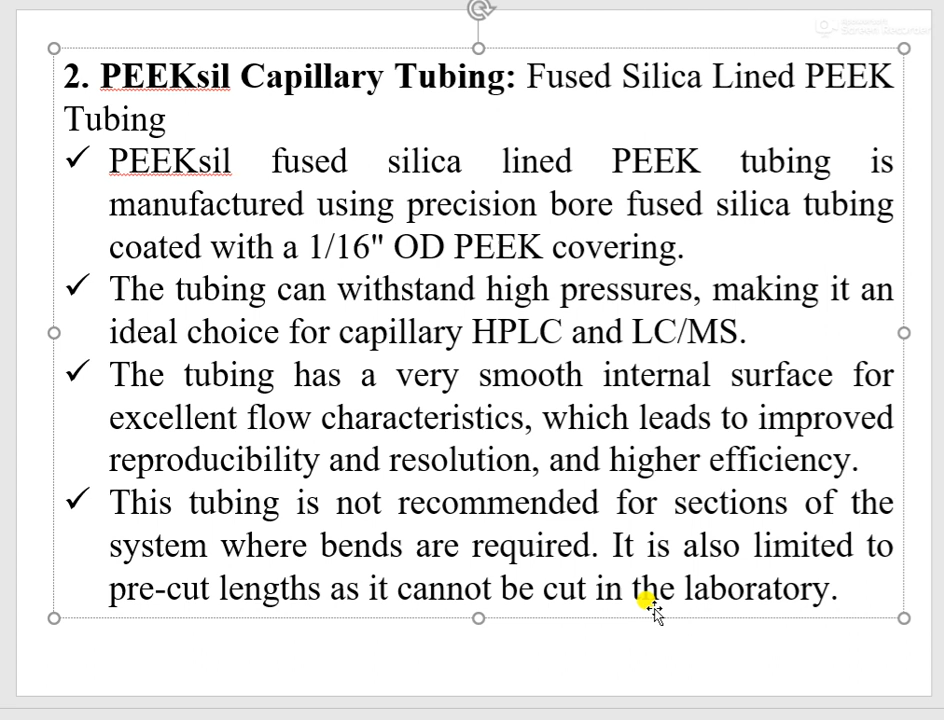 2. PEEKsil Capillary Tubing: Fused Silica Lined PEEK
Tubing
✓ PEEKsil fused silica lined PEEK tubing is
manufactured using precision bore fused silica tubing
coated with a 1/16" OD PEEK covering.
✓ The tubing can withstand high pressures, making it an
ideal choice for capillary HPLC and LC/MS.
✓ The tubing has a very smooth internal surface for
excellent flow characteristics, which leads to improved
reproducibility and resolution, and higher efficiency.
✓ This tubing is not recommended for sections of the
system where bends are required. It is also limited to
pre-cut lengths as it cannot be cut in the laboratory.
Screen Recorder